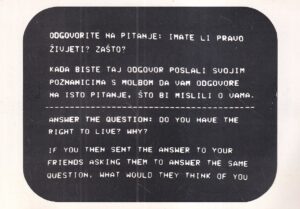 ODGOVORITE NA PITANJE: IMATE LI PRAVO
ŽIVJETI? ZAŠTO?
KADA BISTE TAJ ODGOVOR POSLALI SVOJIM
POZNANICIMA S MOLBOM DA VAM ODGOVORE
NA ISTO PITANJE, ŠTO BI MISLILI O VAMA.
ANSWER THE QUESTION: DO YOU HAVE THE
RIGHT TO LIVE? WHY?
IF YOU THEN SENT THE ANSWER TO YOUR
FRIENDS ASKING THEM TO ANSWER THE SAME
QUESTION, WHAT WOULD THEY THINK OF YOU